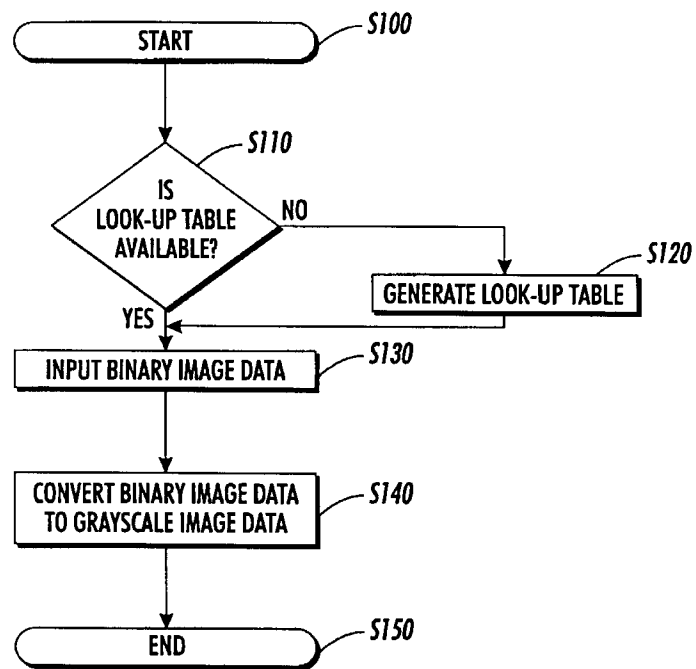 START
S100
S110
IS
LOOK-UP TABLE
AVAILABLE?
NO
S120
GENERATE LOOK-UP TABLE
YES
INPUT BINARY IMAGE DATA
S130
CONVERT BINARY IMAGE DATA
TO GRAYSCALE IMAGE DATA
S140
END
S150